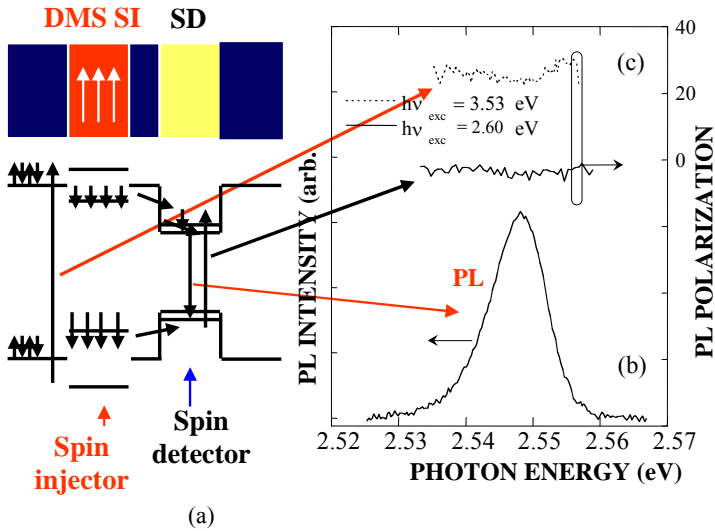 DMS SI SD
Spin
injector
Spin
detector
(a)
40
20
0
PL POLARIZATION
(c)
hν exc = 3.53 eV
hν exc = 2.60 eV
PL INTENSITY (arb.
PL
(b)
2.52 2.53 2.54 2.55 2.56 2.57
PHOTON ENERGY (eV)